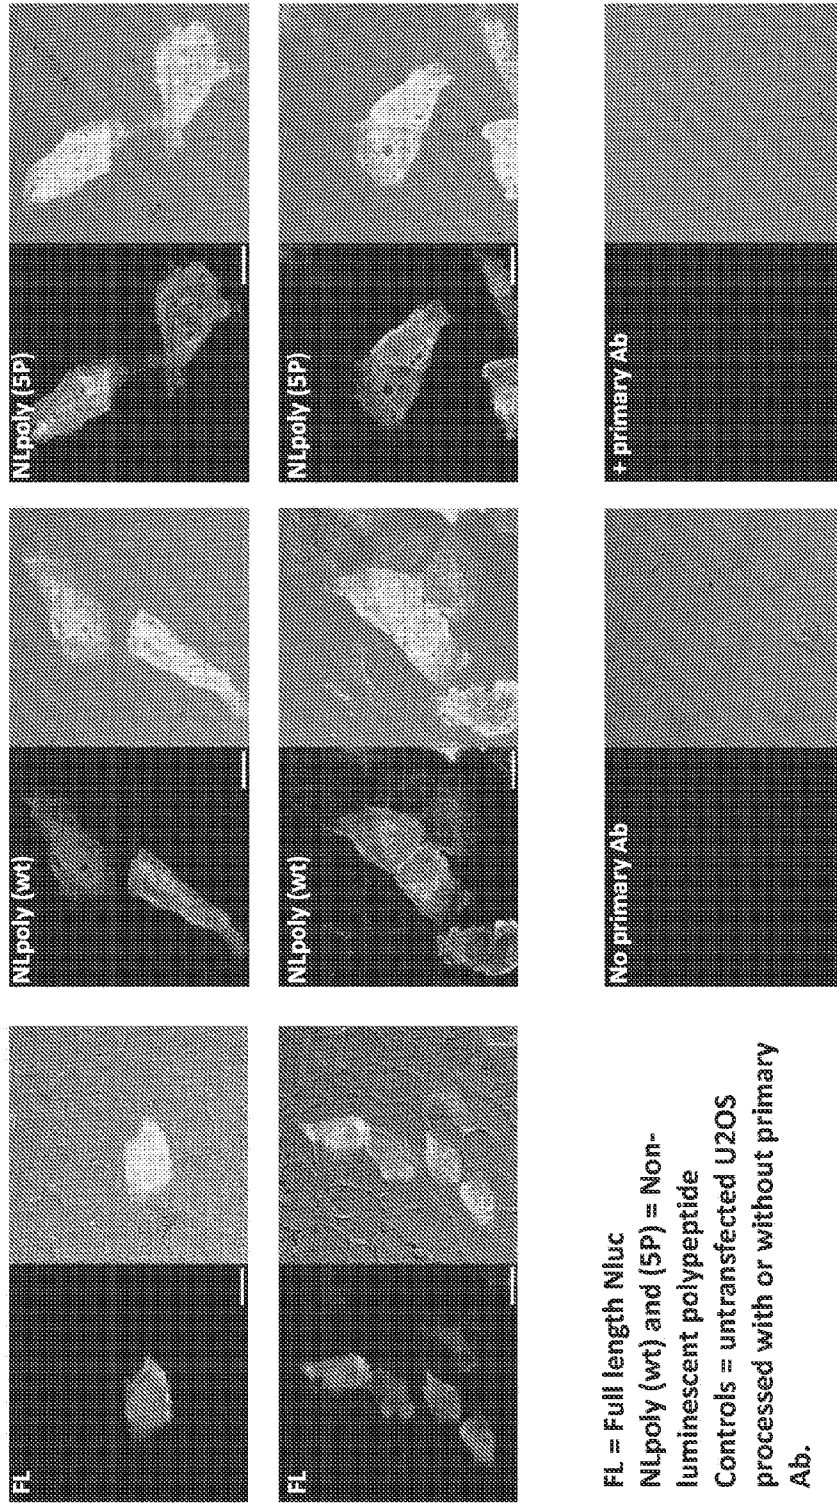 FL
NLpoly (wt)
NLpoly (5P)
FL
NLpoly (wt)
NLpoly (5P)
No primary Ab
+ primary Ab
FL = Full length Nluc
NLpoly (wt) and (5P) = Non-
luminescent polypeptide
Controls = untransfected U2OS
processed with or without primary
Ab.